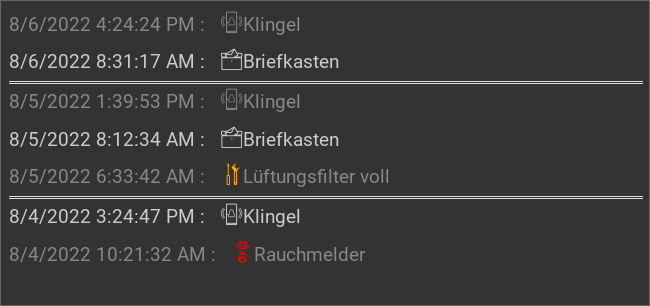 8/6/2022 4:24:24 PM : Klingel
8/6/2022 8:31:17 AM : Briefkasten
8/5/2022 1:39:53 PM : Klingel
8/5/2022 8:12:34 AM : Briefkasten
8/5/2022 6:33:42 AM : Lüftungsfilter voll
8/4/2022 3:24:47 PM : Klingel
8/4/2022 10:21:32 AM : Rauchmelder